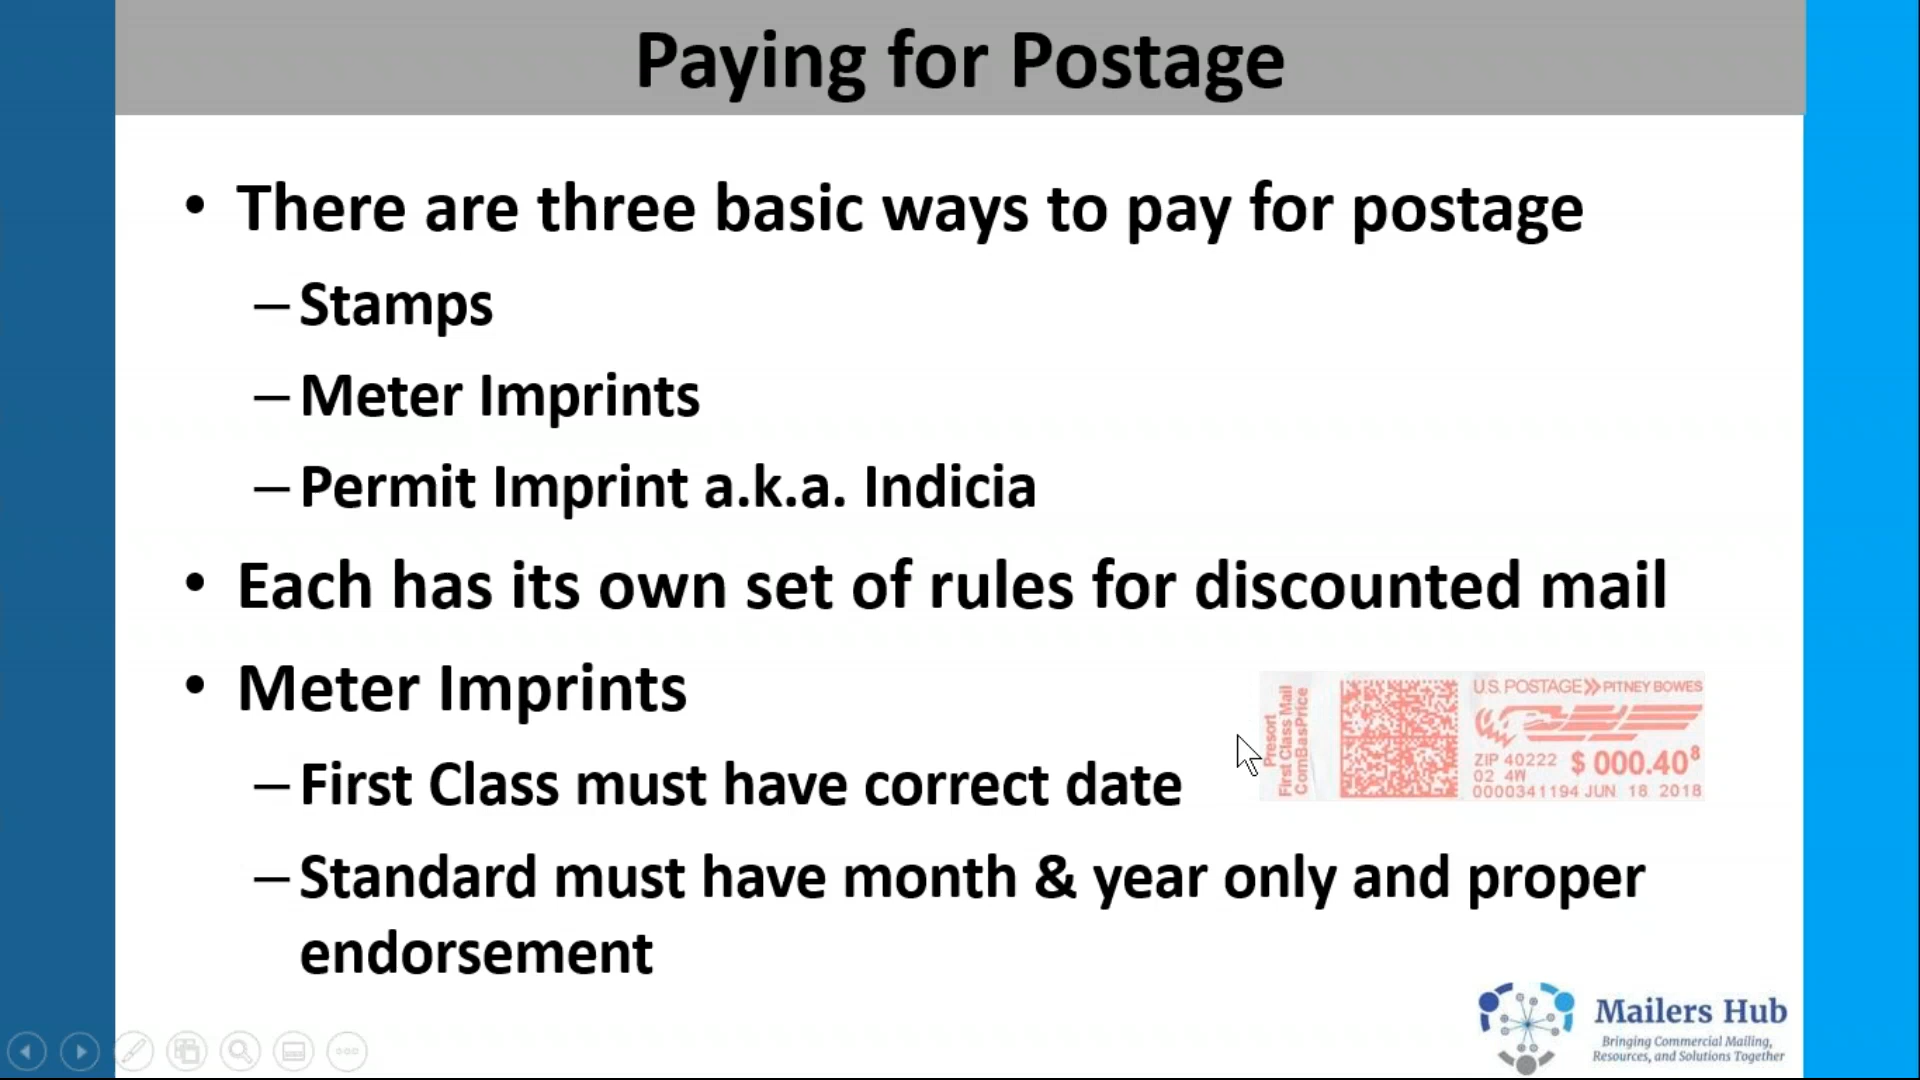 Paying for Postage
• There are three basic ways to pay for postage
– Stamps
– Meter Imprints
– Permit Imprint a.k.a. Indicia
• Each has its own set of rules for discounted mail
• Meter Imprints
– First Class must have correct date
– Standard must have month & year only and proper
endorsement
Presort
First Class Mail
ComBasPrice
U.S. POSTAGE PITNEY BOWES
ZIP 40222 $ 000.40⁸
02 4W
0000341194 JUN 18 2018
Mailers Hub
Bringing Commercial Mailing,
Resources, and Solutions Together